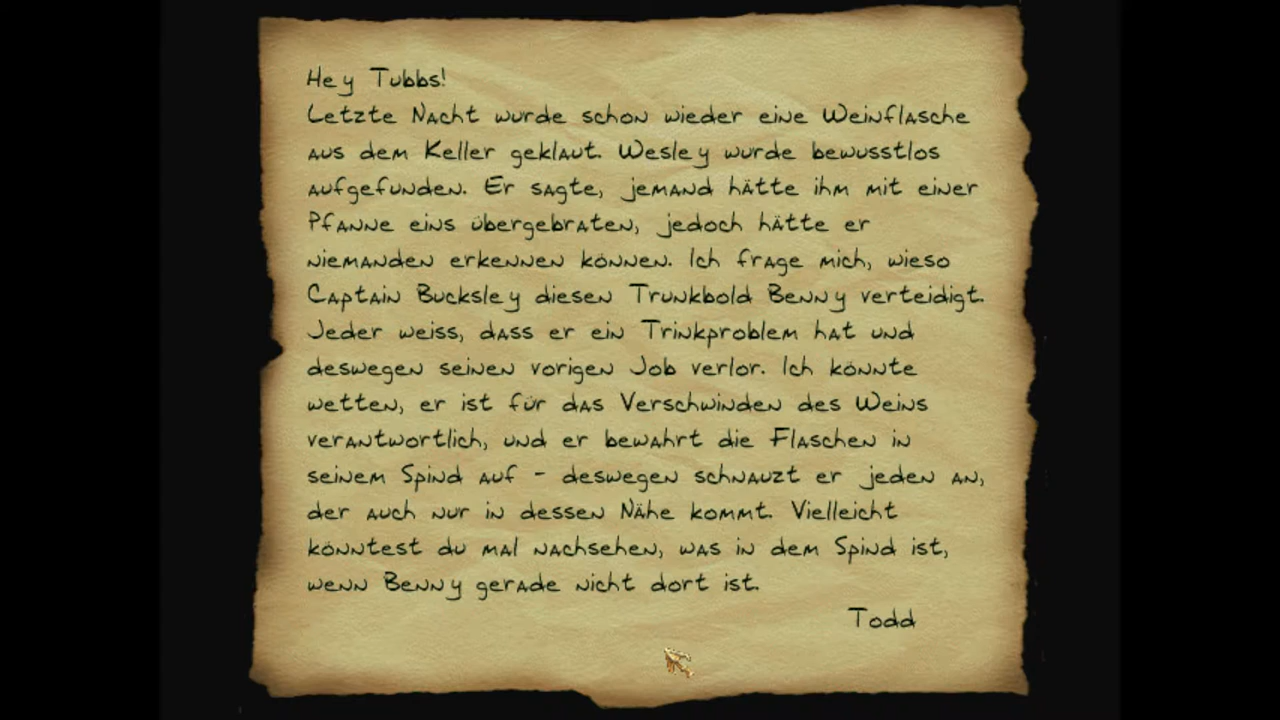 Hey Tubbs!
Letzte Nacht wurde schon wieder eine Weinflasche
aus dem Keller geklaut. Wesley wurde bewusstlos
aufgefunden. Er sagte, jemand hätte ihm mit einer
Pfanne eins übergebraten, jedoch hätte er
niemanden erkennen können. Ich frage mich, wieso
Captain Bucksley diesen Trunkbold Benny verteidigt.
Jeder weiss, dass er ein Trinkproblem hat und
deswegen seinen vorigen Job verlor. Ich könnte
wetten, er ist für das Verschwinden des Weins
verantwortlich, und er bewahrt die Flaschen in
seinem Spind auf - deswegen schnauzt er jeden an,
der auch nur in dessen Nähe kommt. Vielleicht
könntest du mal nachsehen, was in dem Spind ist,
wenn Benny gerade nicht dort ist.
Todd